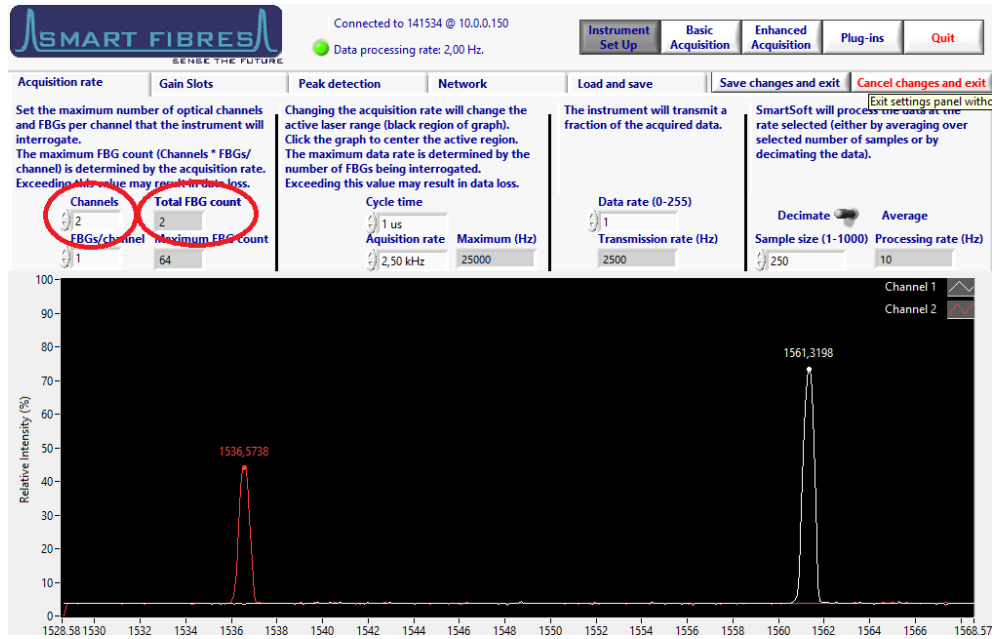 SMART FIBRES
SENSE THE FUTURE
Connected to 141534 @ 10.0.0.150
Data processing rate: 2,00 Hz.
Instrument
Set Up
Basic
Acquisition
Enhanced
Acquisition
Plug-ins
Quit
Acquisition rate
Gain Slots
Peak detection
Network
Load and save
Save changes and exit
Cancel changes and exit
Exit settings panel witho
Set the maximum number of optical channels
and FBGs per channel that the instrument will
interrogate.
The maximum FBG count (Channels * FBGs/
channel) is determined by the acquisition rate.
Exceeding this value may result in data loss.
Channels
2
Total FBG count
2
FBGs/channel
1
Maximum FBG count
64
Changing the acquisition rate will change the
active laser range (black region of graph).
Click the graph to center the active region.
The maximum data rate is determined by the
number of FBGs being interrogated.
Exceeding this value may result in data loss.
Cycle time
1 us
Aquisition rate
2,50 kHz
Maximum (Hz)
25000
The instrument will transmit a
fraction of the acquired data.
Data rate (0-255)
1
Transmission rate (Hz)
2500
SmartSoft will process the data at the
rate selected (either by averaging over
selected number of samples or by
decimating the data).
Decimate
Average
Sample size (1-1000)
250
Processing rate (Hz)
10
Channel 1
Channel 2
1561,3198
1536,5738
Relative Intensity (%)
100
90
80
70
60
50
40
30
20
10
0
1528.58 1530 1532 1534 1536 1538 1540 1542 1544 1546 1548 1550 1552 1554 1556 1558 1560 1562 1564 1566 1568.57